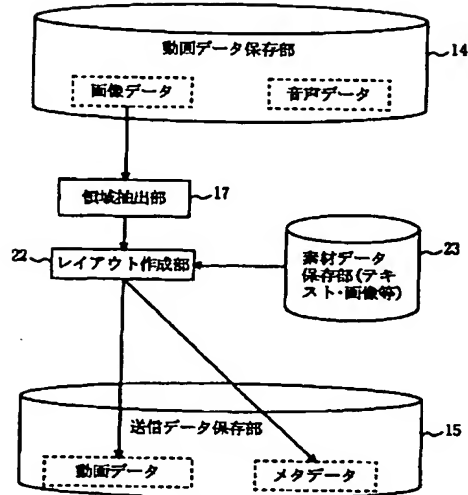 動画データ保存部
14
画像データ
音声データ
領域抽出部
17
22
レイアウト作成部
素材データ
保存部(テキ
スト・画像等)
23
送信データ保存部
15
動画データ
メタデータ